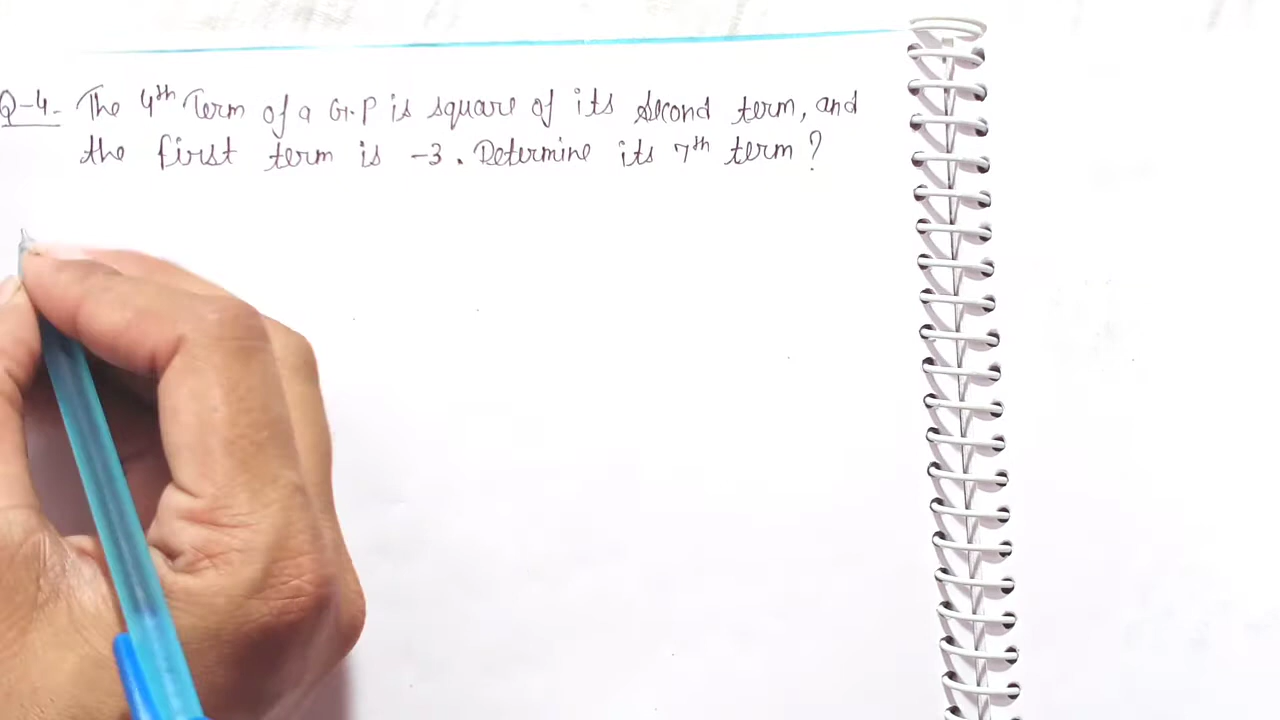 Q-4- The 4th Term of a G.P is square of its second term, and
the first term is -3. Determine its 7th term?